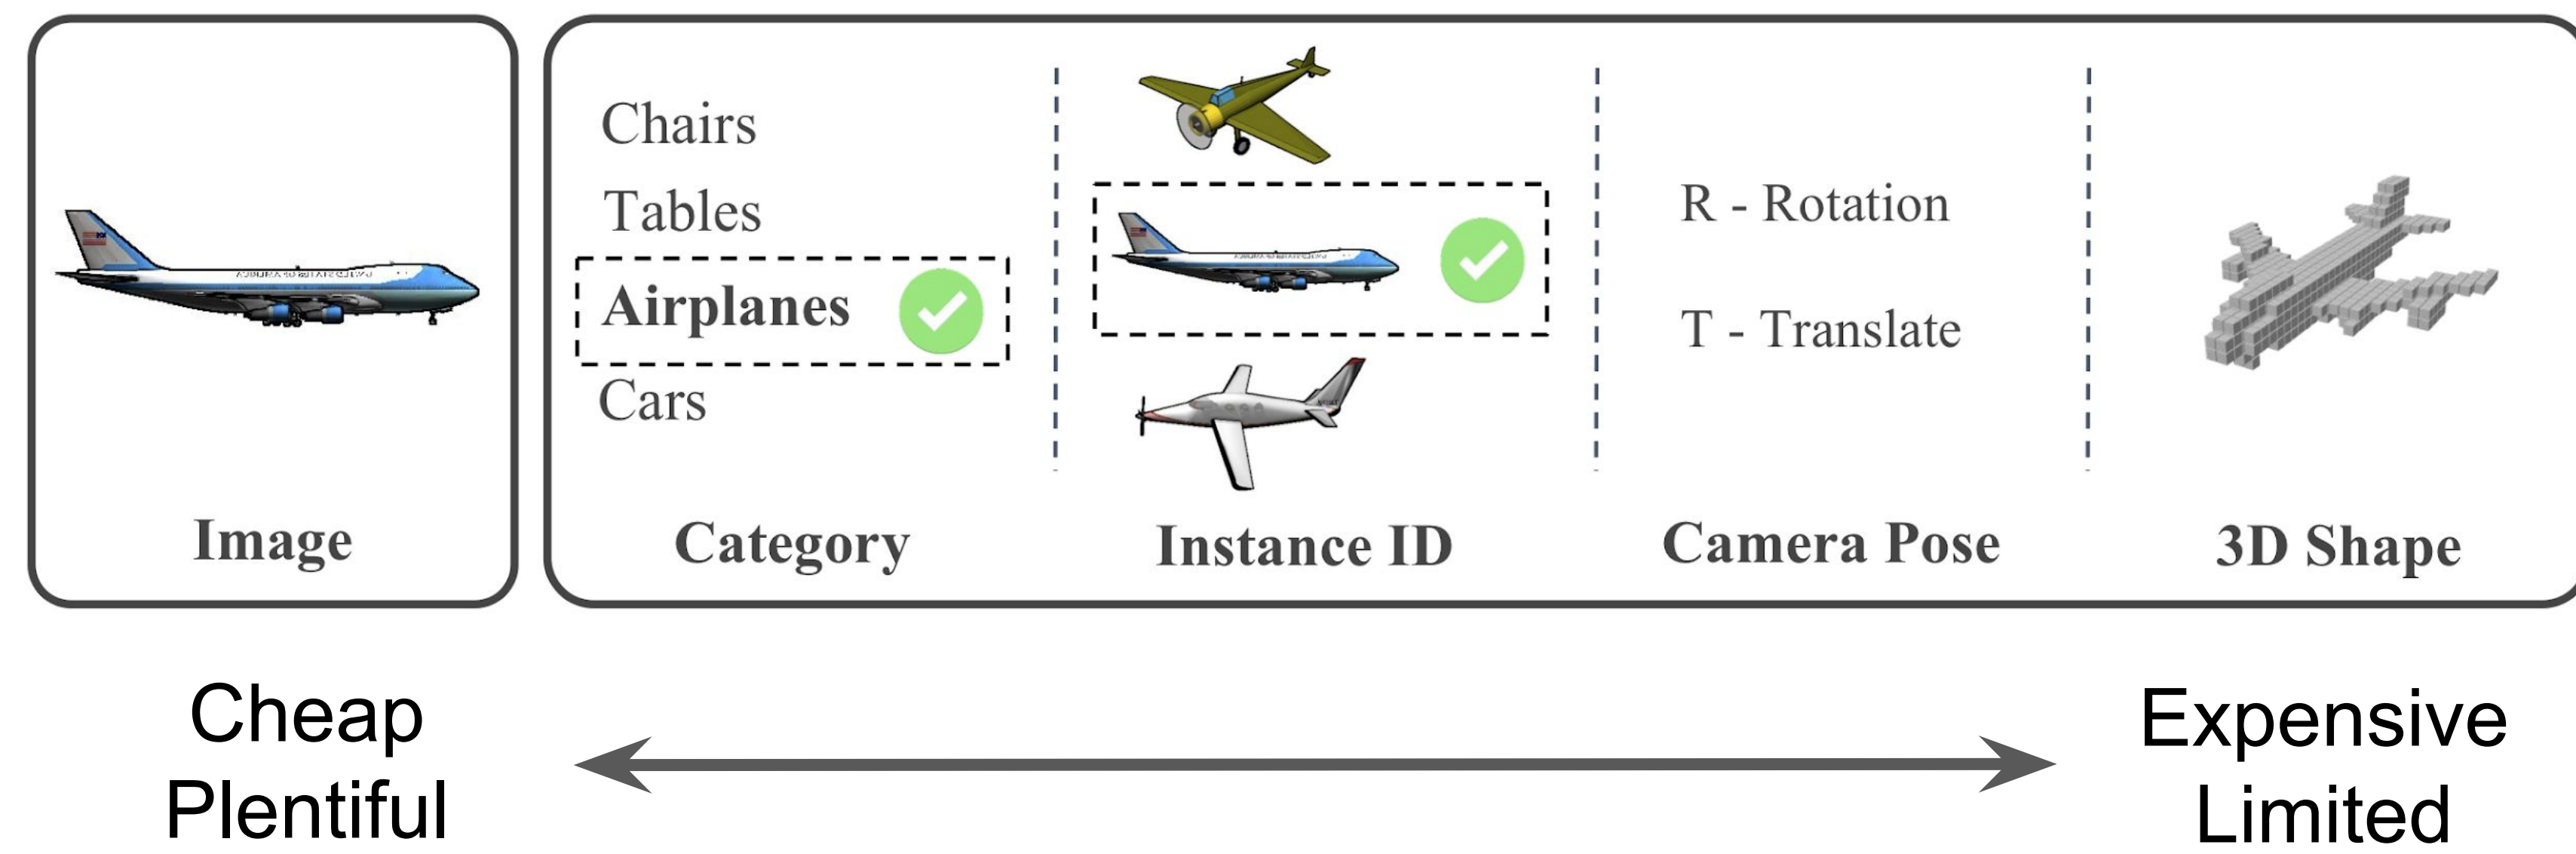 Chairs
Tables
Airplanes
Cars
R - Rotation
T - Translate
Image
Category
Instance ID
Camera Pose
3D Shape
Cheap
Plentiful
Expensive
Limited